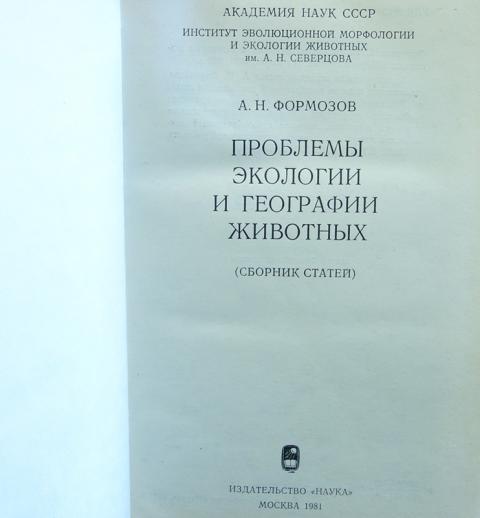 АКАДЕМИЯ НАУК СССР
ИНСТИТУТ ЭВОЛЮЦИОННОЙ МОРФОЛОГИИ
И ЭКОЛОГИИ ЖИВОТНЫХ
им. А. Н. СЕВЕРЦОВА
А. Н. ФОРМОЗОВ
ПРОБЛЕМЫ
ЭКОЛОГИИ
И ГЕОГРАФИИ
ЖИВОТНЫХ
(СБОРНИК СТАТЕЙ)
ИЗДАТЕЛЬСТВО «НАУКА»
МОСКВА 1981